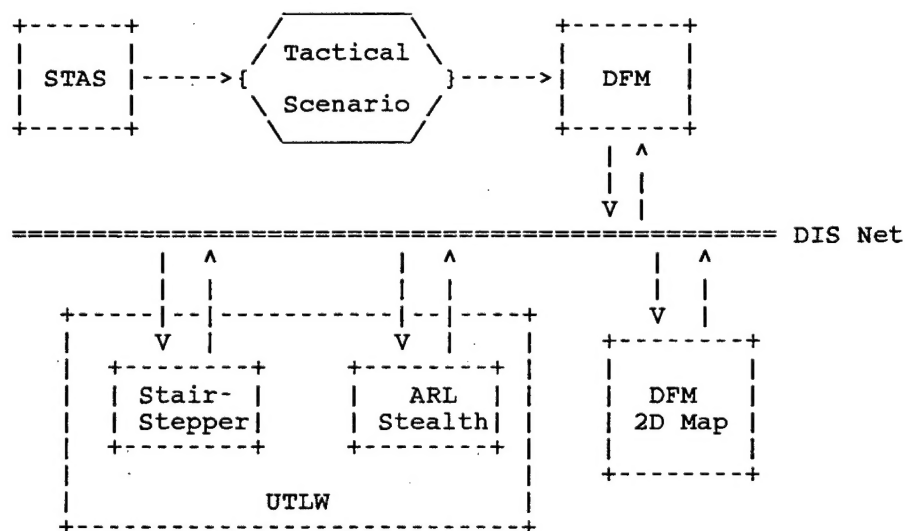 Tactical
STAS
DFM
Scenario
DIS Net
Stair-
Stepper
ARL
Stealth
DFM
2D Map
UTLW